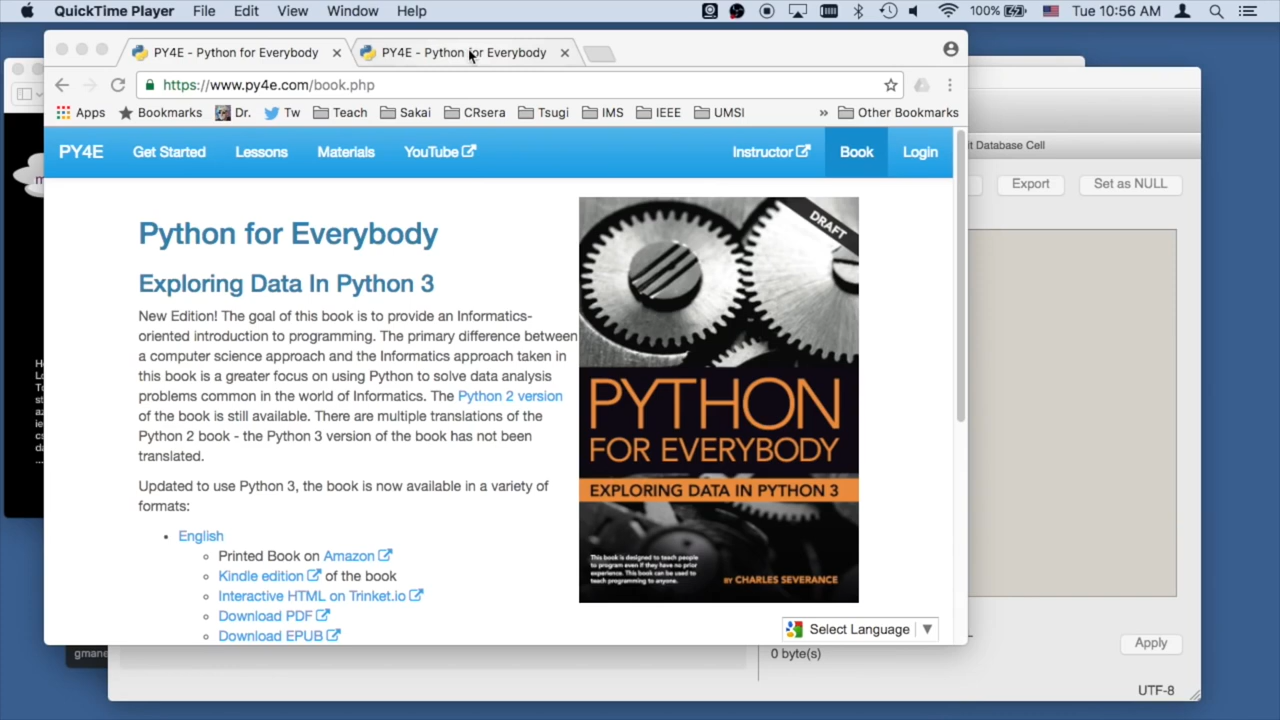 QuickTime Player File Edit View Window Help 100% Tue 10:56 AM
PY4E - Python for Everybody PY4E - Python for Everybody
https://www.py4e.com/book.php
Apps Bookmarks Dr. Tw Teach Sakai CRsera Tsugi IMS IEEE UMSI » Other Bookmarks
PY4E Get Started Lessons Materials YouTube Instructor Book Login
it Database Cell
Export Set as NULL
Python for Everybody
Exploring Data In Python 3
New Edition! The goal of this book is to provide an Informatics-
oriented introduction to programming. The primary difference between
a computer science approach and the Informatics approach taken in
this book is a greater focus on using Python to solve data analysis
problems common in the world of Informatics. The Python 2 version
of the book is still available. There are multiple translations of the
Python 2 book - the Python 3 version of the book has not been
translated.
Updated to use Python 3, the book is now available in a variety of
formats:
English
Printed Book on Amazon
Kindle edition of the book
Interactive HTML on Trinket.io
Download PDF
Download EPUB
DRAFT
PYTHON
FOR EVERYBODY
EXPLORING DATA IN PYTHON 3
This book is designed to teach people
to program even if they have no prior
experience. This book can be used to
teach programming to anyone.
BY CHARLES SEVERANCE
Select Language ▼
gmane
0 byte(s)
Apply
UTF-8